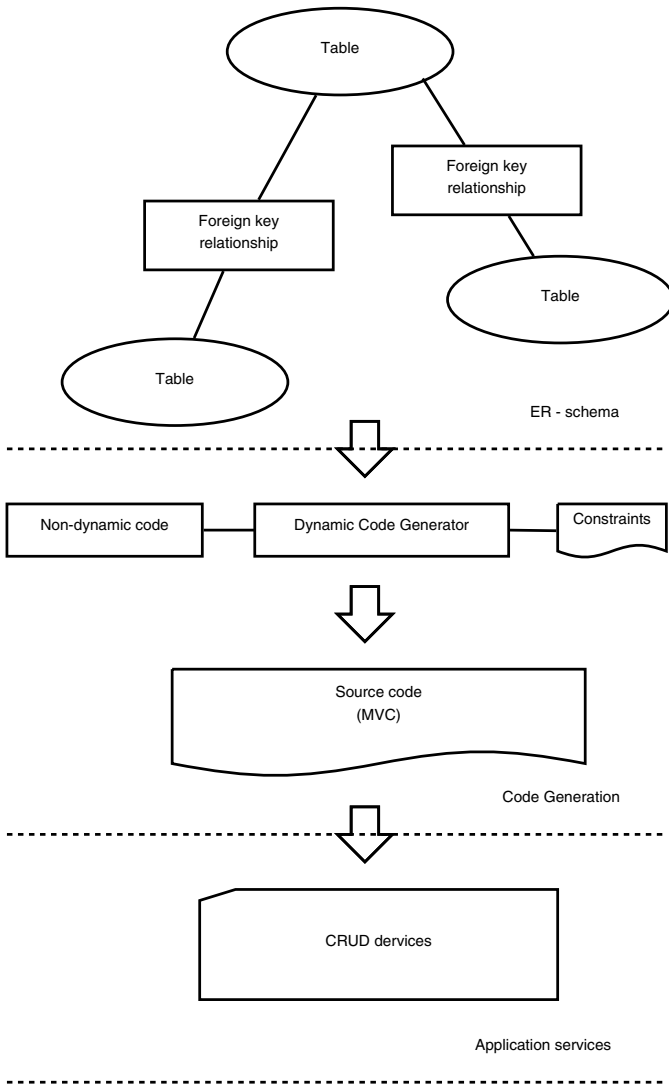 Table
Foreign key
relationship
Foreign key
relationship
Table
Table
ER - schema
Non-dynamic code
Dynamic Code Generator
Constraints
Source code
(MVC)
Code Generation
CRUD dervices
Application services